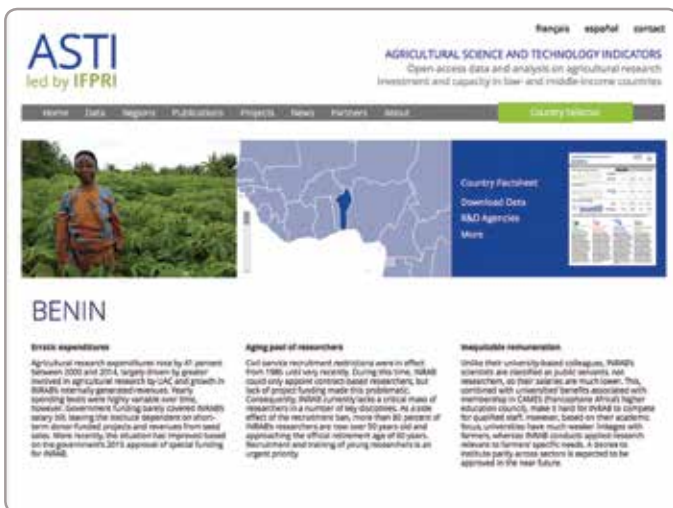 français español contact
ASTI
led by IFPRI
AGRICULTURAL SCIENCE AND TECHNOLOGY INDICATORS
Open-access data and analysis on agricultural research
investment and capacity in low- and middle-income countries
Home Data Regions Publications Projects News Partners About Country Selector
Country Factsheet
Download Data
R&D Agencies
More
BENIN
Erratic expenditures
Agricultural research expenditures rose by 41 percent
between 2000 and 2014, largely driven by greater
involved in agricultural research by UAC and growth in
INRAB's internally generated revenues. Yearly
spending levels were highly variable over time,
however. Government funding barely covered INRAB's
salary bill, leaving the institute dependent on short-
term donor-funded projects and revenues from seed
sales. More recently, the situation has improved based
on the government's 2015 approval of special funding
for INRAB.
Aging pool of researchers
Civil service recruitment restrictions were in effect
from 1986 until very recently. During this time, INRAB
could only appoint contract-based researchers, but
lack of project funding made this problematic.
Consequently, INRAB currently lacks a critical mass of
researchers in a number of key disciplines. As a side
effect of the recruitment ban, more than 80 percent of
INRAB's researchers are now over 50 years old and
approaching the official retirement age of 60 years.
Recruitment and training of young researchers is an
urgent priority.
Inequitable remuneration
Unlike their university-based colleagues, INRAB's
scientists are classified as public servants, not
researchers, so their salaries are much lower. This,
combined with universities' benefits associated with
membership in CAMES (francophone Africa's higher
education council), make it hard for INRAB to compete
for qualified staff. However, based on their academic
focus, universities have much weaker linkages with
farmers, whereas INRAB conducts applied research
relevant to farmers' specific needs. A desire to
institute parity across sectors is expected to be
approved in the near future.